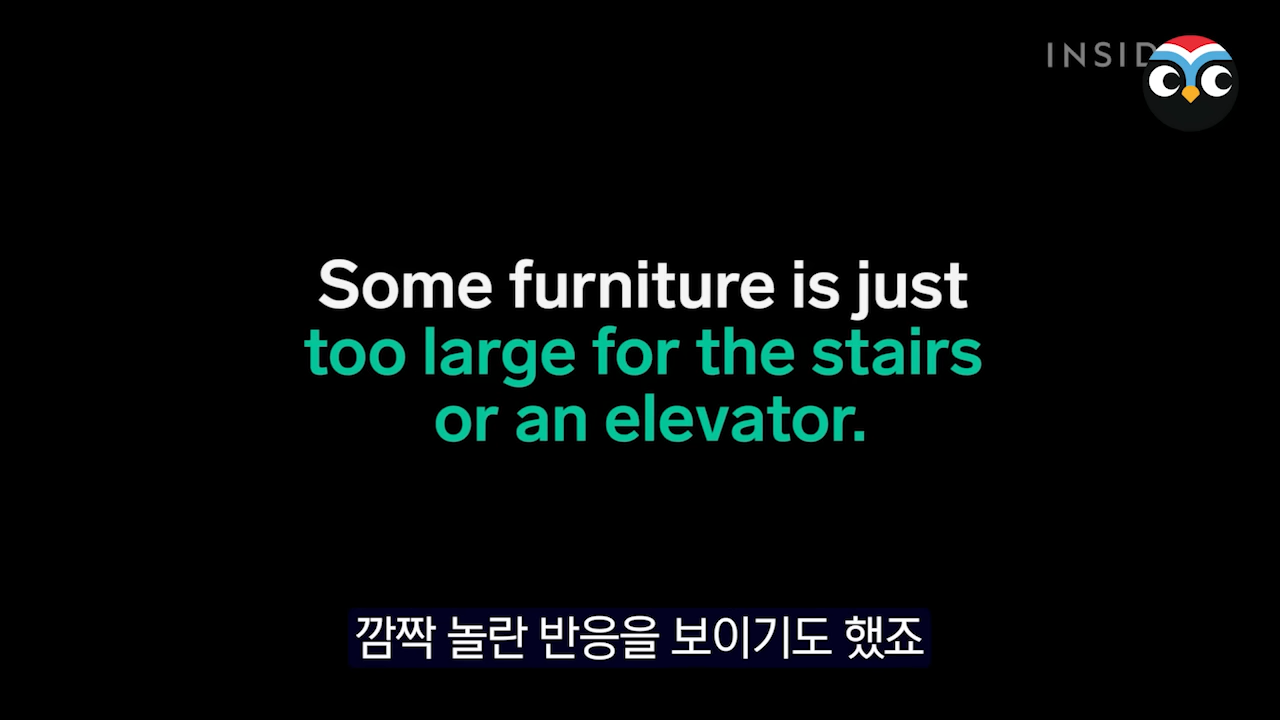 INSID
Some furniture is just
too large for the stairs
or an elevator.
깜짝 놀란 반응을 보이기도 했죠